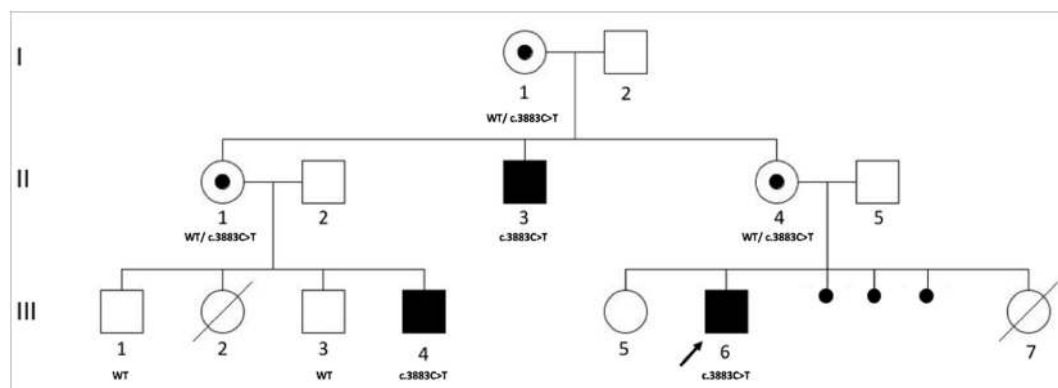 I
1 2
WT/ c.3883C>T
II
1 2 3 4 5
WT/ c.3883C>T c.3883C>T WT/ c.3883C>T
III
1 2 3 4 5 6 7
WT WT c.3883C>T c.3883C>T